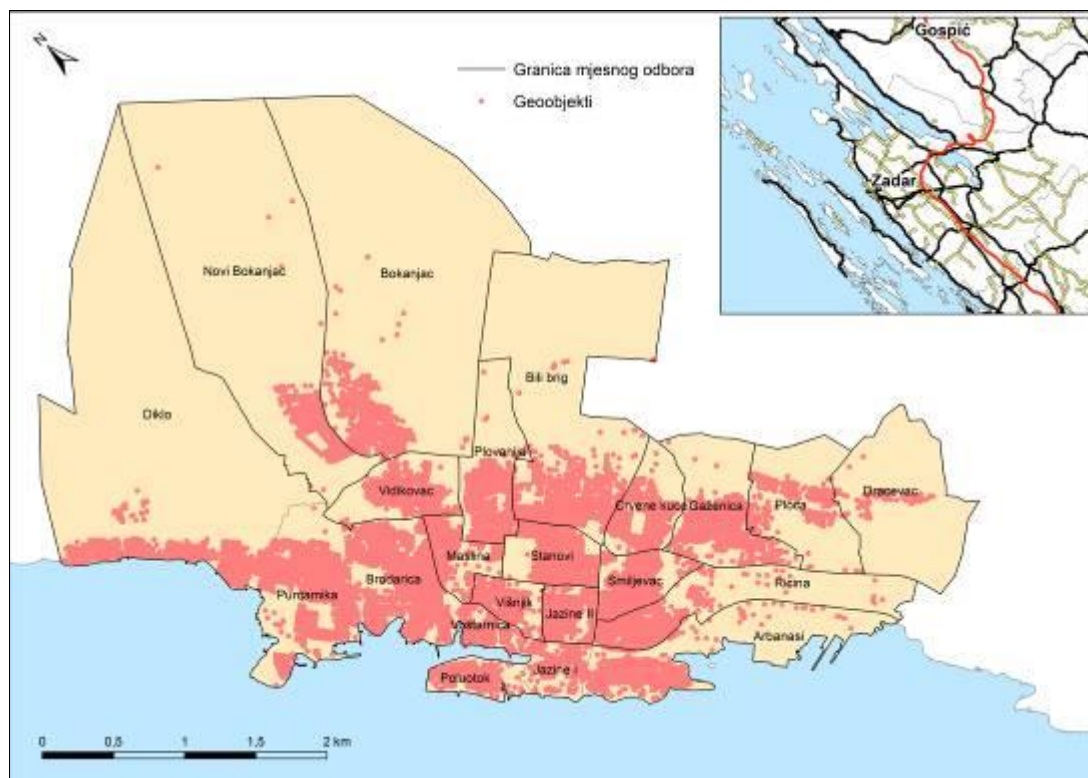 N
Granica mjesnog odbora
Geoobjekti
Gospić
Zadar
Novi Bokanjac
Bokanjac
Bili brig
Diklo
Plovanija
Vidikovac
Crvene kuće
Gaženica
Ploča
Dračevac
Maslina
Stanovi
Brodarica
Smiljevac
Puntamika
Ričina
Višnjik
Jazine II
Voštarnica
Arbanasi
Jazine I
Poluotok
0 0,5 1 1,5 2 km